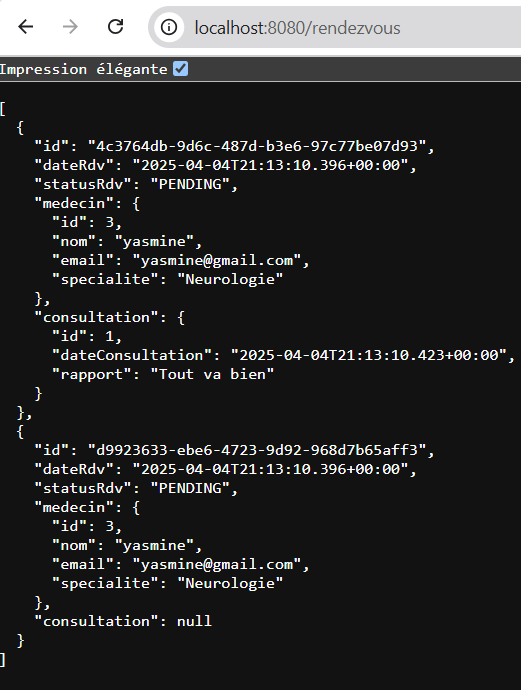 localhost:8080/rendezvous
Impression élégante
[
  {
    "id": "4c3764db-9d6c-487d-b3e6-97c77be07d93",
    "dateRdv": "2025-04-04T21:13:10.396+00:00",
    "statusRdv": "PENDING",
    "medecin": {
      "id": 3,
      "nom": "yasmine",
      "email": "yasmine@gmail.com",
      "specialite": "Neurologie"
    },
    "consultation": {
      "id": 1,
      "dateConsultation": "2025-04-04T21:13:10.423+00:00",
      "rapport": "Tout va bien"
    }
  },
  {
    "id": "d9923633-ebe6-4723-9d92-968d7b65aff3",
    "dateRdv": "2025-04-04T21:13:10.396+00:00",
    "statusRdv": "PENDING",
    "medecin": {
      "id": 3,
      "nom": "yasmine",
      "email": "yasmine@gmail.com",
      "specialite": "Neurologie"
    },
    "consultation": null
  }
]